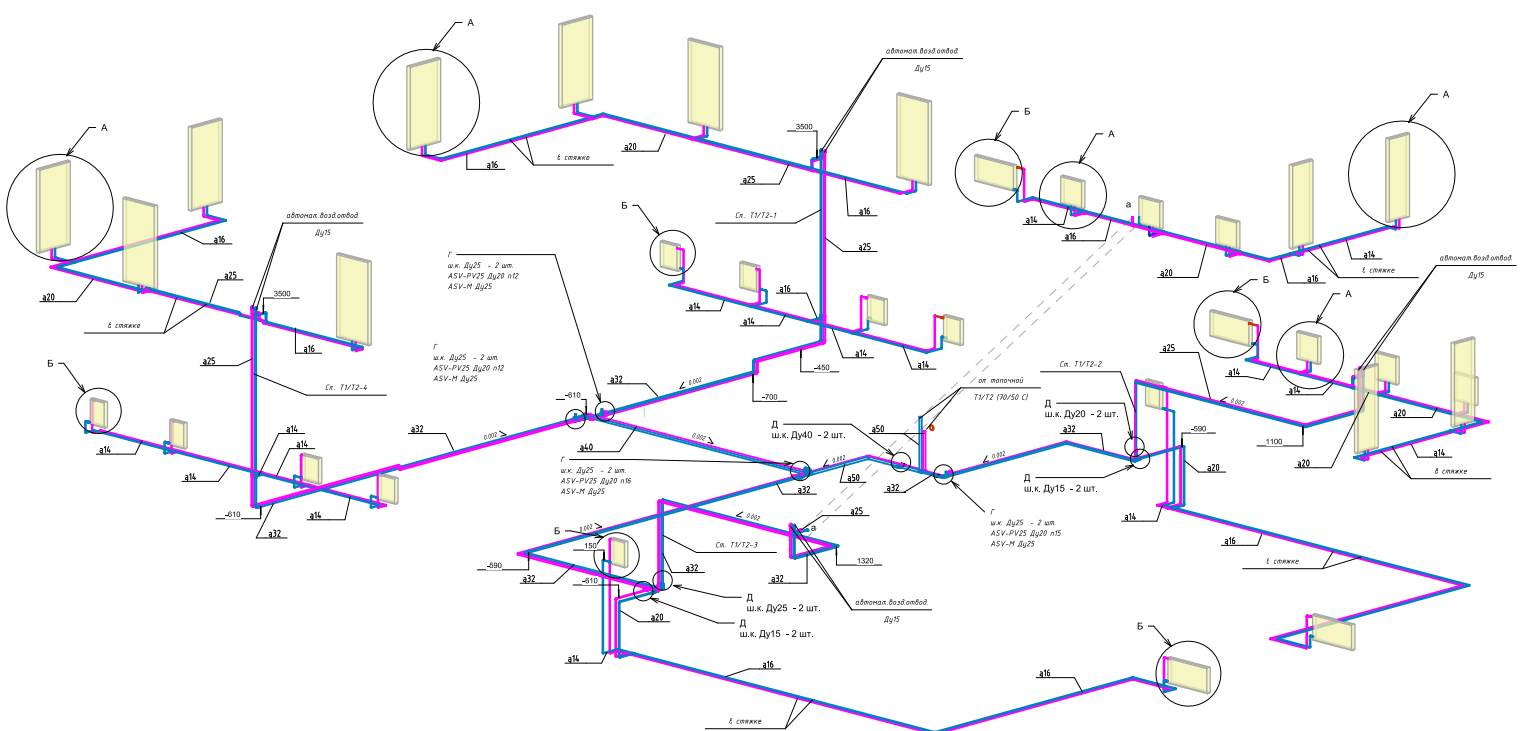 А
А
автомат.возд.отвод.
Ду15
3500
а20
в стяжке
а16
а25
Ст. Т1/Т2-1
а16
а25
Б
А
А
а14
а
а16
а20
а16
а14
в стяжке
автомат.возд.отвод.
Ду15
А
а16
автомат.возд.отвод.
Ду15
а25
3500
а20
в стяжке
а16
а25
Ст. Т1/Т2-4
Б
а14
а14
а14
а14
а14
-610
а32
а32
0.002
Г
ш.к. Ду25 - 2 шт.
ASV-PV25 Ду20 n12
ASV-M Ду25
Г
ш.к. Ду25 - 2 шт.
ASV-PV25 Ду20 n12
ASV-M Ду25
Б
а14
а14
а16
а14
а14
-450
-700
а32
0.002
-610
а40
0.002
Г
ш.к. Ду25 - 2 шт.
ASV-PV25 Ду20 n16
ASV-M Ду25
от топочной
Т1/Т2 (70/50 С)
а50
Д
ш.к. Ду40 - 2 шт.
0.002
а50
а32
а32
0.002
Г
ш.к. Ду25 - 2 шт.
ASV-PV25 Ду20 n15
ASV-M Ду25
Ст. Т1/Т2-2
Д
ш.к. Ду20 - 2 шт.
а32
Д
ш.к. Ду15 - 2 шт.
-590
а20
а14
а25
0.002
1100
Б
А
а14
а14
а20
а20
а14
в стяжке
а16
в стяжке
0.002
-590
а32
Б
150
-610
а20
а14
0.002
Ст. Т1/Т2-3
а32
а25
а
1320
а32
автомат.возд.отвод.
Ду15
Д
ш.к. Ду25 - 2 шт.
Д
ш.к. Ду15 - 2 шт.
а16
в стяжке
а16
Б